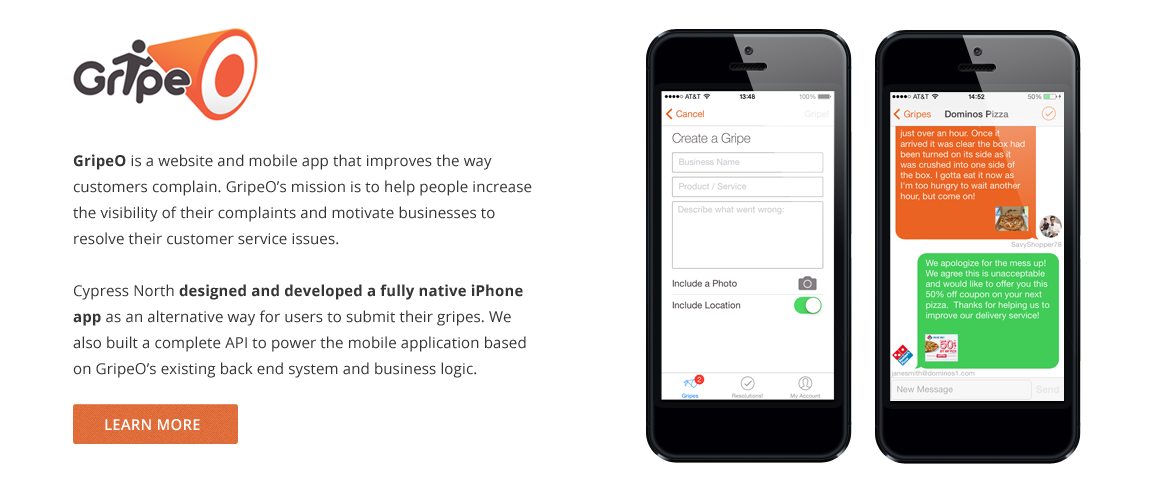 GripeO
GripeO is a website and mobile app that improves the way
customers complain. GripeO’s mission is to help people increase
the visibility of their complaints and motivate businesses to
resolve their customer service issues.
Cypress North designed and developed a fully native iPhone
app as an alternative way for users to submit their gripes. We
also built a complete API to power the mobile application based
on GripeO’s existing back end system and business logic.
LEARN MORE
AT&T 13:48 100%
Cancel Gripe
Create a Gripe
Business Name
Product / Service
Describe what went wrong:
Include a Photo
Include Location
2
Gripes Resolutions! My Account
AT&T 14:52 50%
Gripes Dominos Pizza
just over an hour. Once it
arrived it was clear the box had
been turned on its side as it
was crushed into one side of
the box. I gotta eat it now as
I'm too hungry to wait another
hour, but come on!
SavyShopper78
We apologize for the mess up!
We agree this is unacceptable
and would like to offer you this
50% off coupon on your next
pizza. Thanks for helping us to
improve our delivery service!
50%
janesmith@dominos1.com
New Message Send